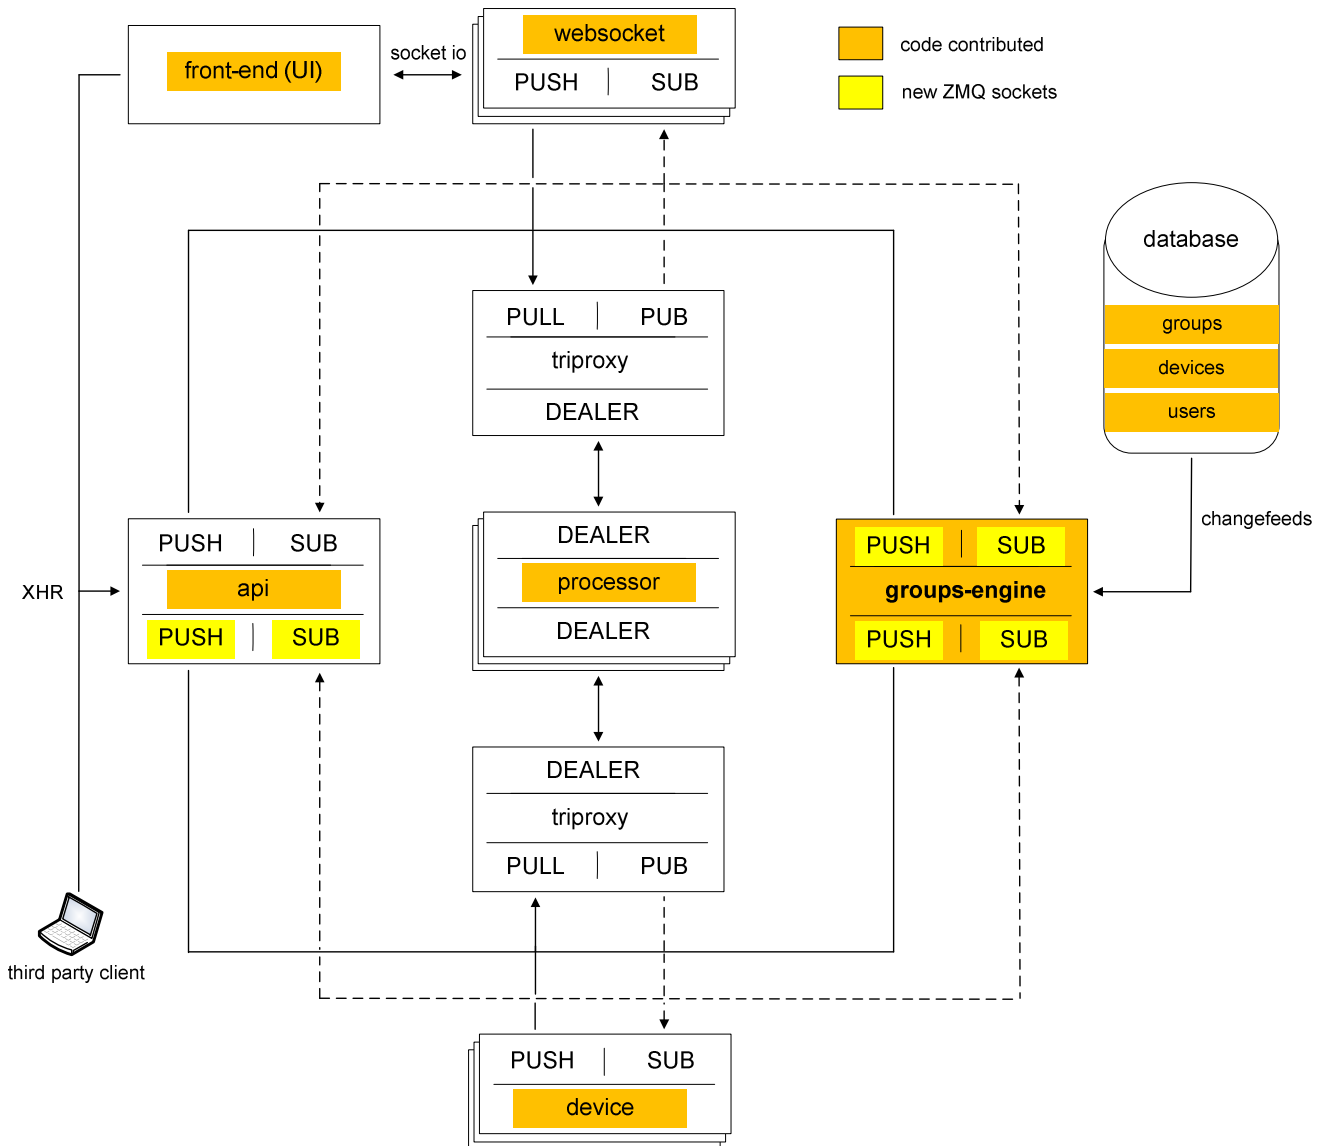 websocket
code contributed
socket io
front-end (UI)
PUSH SUB
new ZMQ sockets
database
PULL PUB
groups
triproxy
devices
DEALER
users
changefeeds
PUSH SUB
DEALER
PUSH SUB
api
processor
groups-engine
XHR
PUSH SUB
DEALER
PUSH SUB
DEALER
triproxy
PULL PUB
third party client
PUSH SUB
device